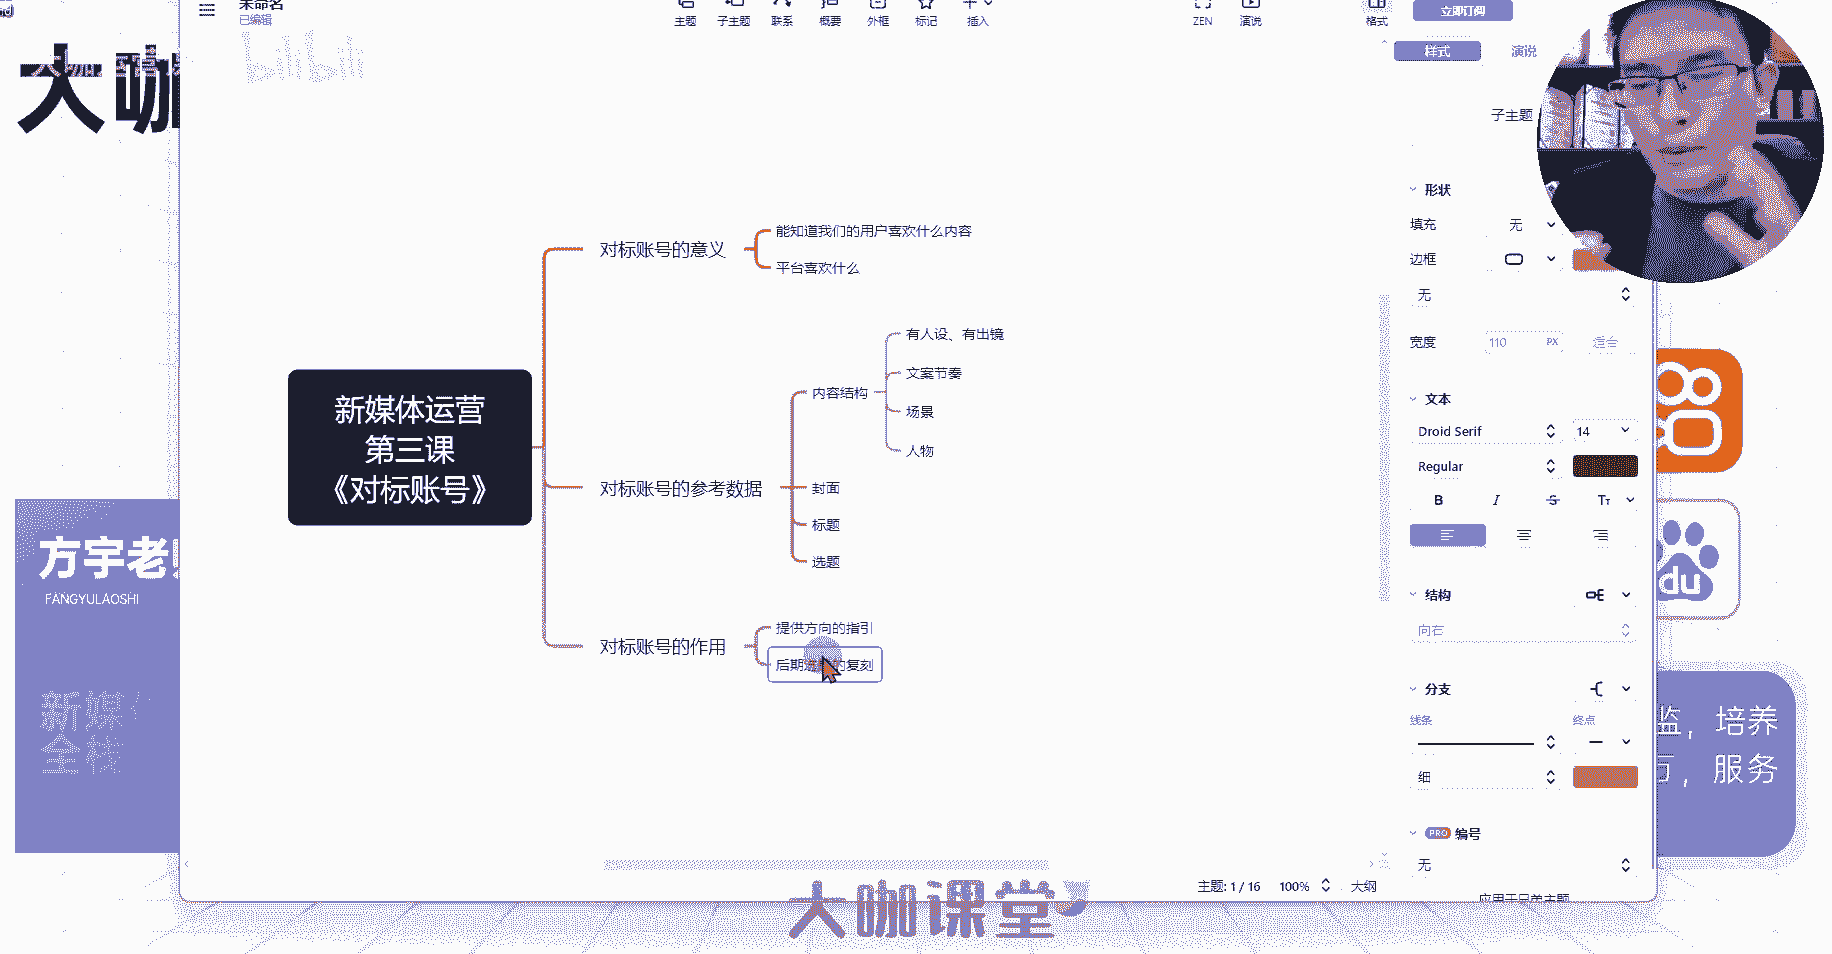 未命名
已编辑
主题
子主题
联系
概要
外框
标记
插入
ZEN
演说
格式
立即订阅
bilibili
大咖
样式
演说
子主题
形状
填充
无
边框
无
宽度
110
PX
适合
文本
Droid Serif
14
Regular
B
I
S
Tт
结构
向右
分支
线条
终点
细
PRO
编号
无
应用于兄弟主题
能知道我们的用户喜欢什么内容
对标账号的意义
平台喜欢什么
有人设、有出镜
文案节奏
内容结构
场景
人物
新媒体运营
第三课
《对标账号》
对标账号的参考数据
封面
标题
选题
提供方向的指引
对标账号的作用
后期
的复刻
方宇老
FANGYULAOSHI
新媒
全栈
du
监，培养
方，服务
主题: 1 / 16
100%
大纲
大咖课堂